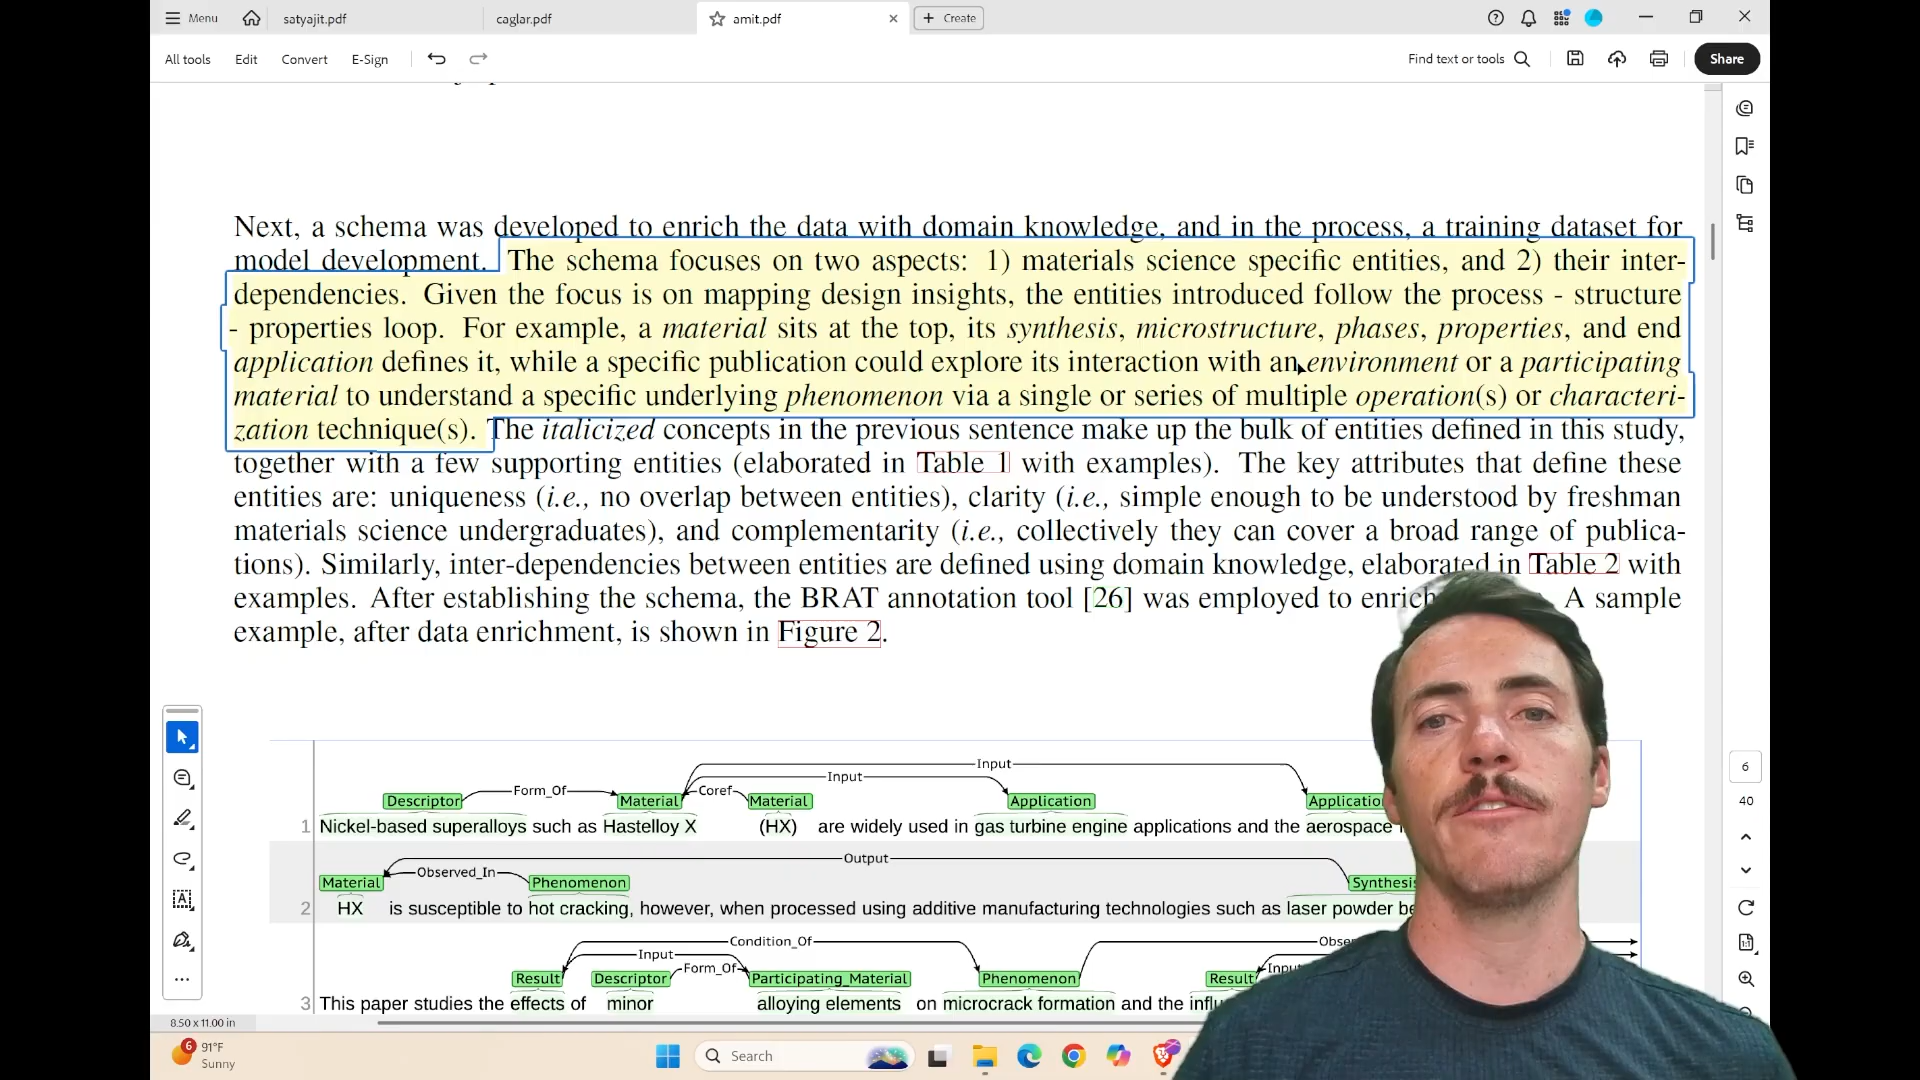 Menu satyajit.pdf caglar.pdf amit.pdf Create
All tools Edit Convert E-Sign Find text or tools Share
Next, a schema was developed to enrich the data with domain knowledge, and in the process, a training dataset for
model development. The schema focuses on two aspects: 1) materials science specific entities, and 2) their inter-
dependencies. Given the focus is on mapping design insights, the entities introduced follow the process - structure
- properties loop. For example, a material sits at the top, its synthesis, microstructure, phases, properties, and end
application defines it, while a specific publication could explore its interaction with an environment or a participating
material to understand a specific underlying phenomenon via a single or series of multiple operation(s) or characteri-
zation technique(s). The italicized concepts in the previous sentence make up the bulk of entities defined in this study,
together with a few supporting entities (elaborated in Table 1 with examples). The key attributes that define these
entities are: uniqueness (i.e., no overlap between entities), clarity (i.e., simple enough to be understood by freshman
materials science undergraduates), and complementarity (i.e., collectively they can cover a broad range of publica-
tions). Similarly, inter-dependencies between entities are defined using domain knowledge, elaborated in Table 2 with
examples. After establishing the schema, the BRAT annotation tool [26] was employed to enrich A sample
example, after data enrichment, is shown in Figure 2.
Input
Input
Descriptor Form_Of Material Coref Material Application Application
1 Nickel-based superalloys such as Hastelloy X (HX) are widely used in gas turbine engine applications and the aerospace
Output
Observed_In
Material Phenomenon Synthesis
2 HX is susceptible to hot cracking, however, when processed using additive manufacturing technologies such as laser powder
Condition_Of
Input
Result Descriptor Form_Of Participating_Material Phenomenon Result Input
3 This paper studies the effects of minor alloying elements on microcrack formation and the
6
40
8.50 x 11.00 in
6 91°F
Sunny
Search